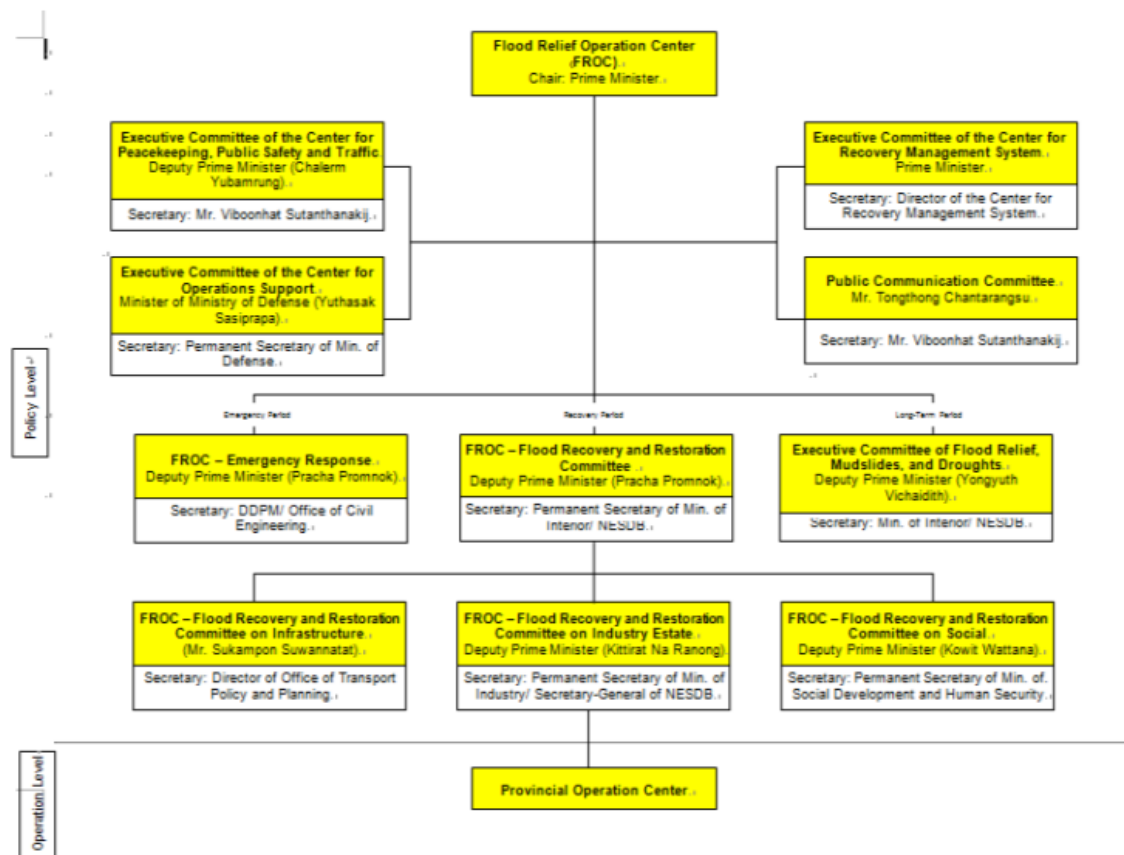 Flood Relief Operation Center
(FROC).
Chair: Prime Minister.
Executive Committee of the Center for
Peacekeeping, Public Safety and Traffic.
Deputy Prime Minister (Chalerm
Yubamrung).
Secretary: Mr. Viboonhat Sutanthanakij.
Executive Committee of the Center for
Recovery Management System.
Prime Minister.
Secretary: Director of the Center for
Recovery Management System.
Executive Committee of the Center for
Operations Support.
Minister of Ministry of Defense (Yuthasak
Sasiprapa).
Secretary: Permanent Secretary of Min. of
Defense.
Public Communication Committee.
Mr. Tongthong Chantarangsu.
Secretary: Mr. Viboonhat Sutanthanakij.
Policy Level
Emergency Period
Recovery Period
Long-Term Period
FROC – Emergency Response.
Deputy Prime Minister (Pracha Promnok).
Secretary: DDPM/ Office of Civil
Engineering.
FROC – Flood Recovery and Restoration
Committee
Deputy Prime Minister (Pracha Promnok).
Secretary: Permanent Secretary of Min. of
Interior/ NESDB.
Executive Committee of Flood Relief,
Mudslides, and Droughts.
Deputy Prime Minister (Yongyuth
Vichaidith).
Secretary: Min. of Interior/ NESDB.
FROC – Flood Recovery and Restoration
Committee on Infrastructure.
(Mr. Sukampon Suwannatat).
Secretary: Director of Office of Transport
Policy and Planning.
FROC – Flood Recovery and Restoration
Committee on Industry Estate.
Deputy Prime Minister (Kittirat Na Ranong).
Secretary: Permanent Secretary of Min. of
Industry/ Secretary-General of NESDB.
FROC – Flood Recovery and Restoration
Committee on Social.
Deputy Prime Minister (Kowit Wattana).
Secretary: Permanent Secretary of Min. of.
Social Development and Human Security.
Operation Level
Provincial Operation Center.